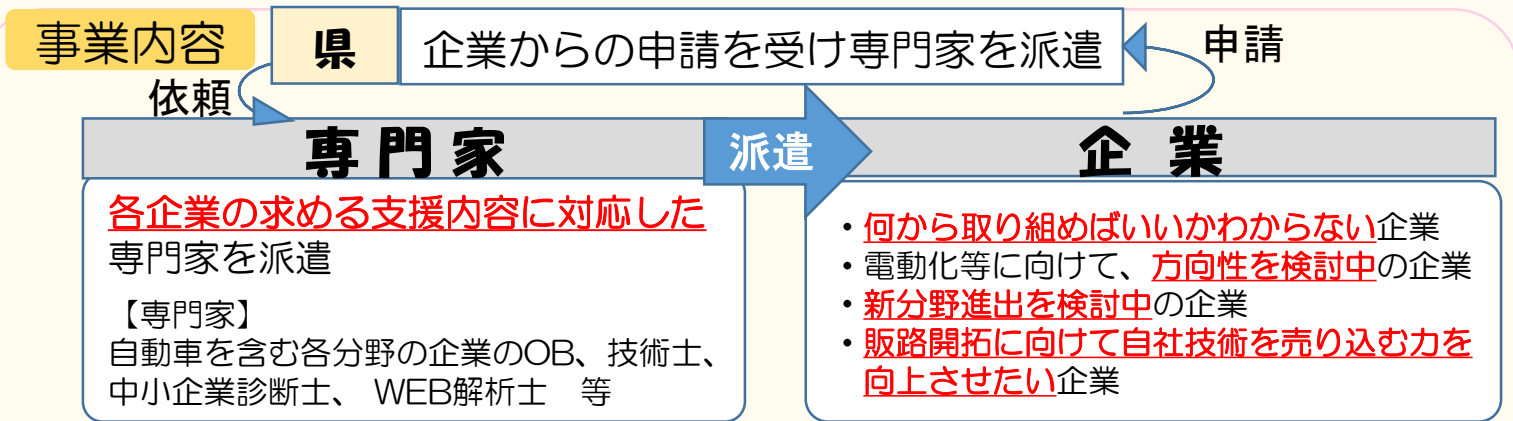 事業内容
県
企業からの申請を受け専門家を派遣
申請
依頼
専門家
派遣
企業
各企業の求める支援内容に対応した
専門家を派遣
【専門家】
自動車を含む各分野の企業のOB、技術士、
中小企業診断士、 WEB解析士　等
・何から取り組めばいいかわからない企業
・電動化等に向けて、方向性を検討中の企業
・新分野進出を検討中の企業
・販路開拓に向けて自社技術を売り込む力を
向上させたい企業